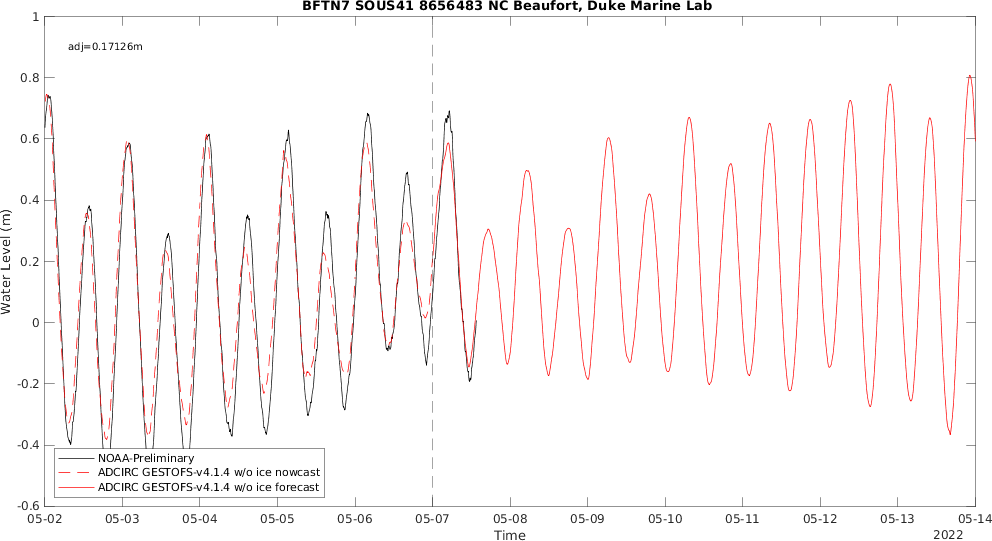 BFTN7 SOUS41 8656483 NC Beaufort, Duke Marine Lab
adj=0.17126m
1
0.8
0.6
0.4
0.2
0
-0.2
-0.4
-0.6
Water Level (m)
NOAA-Preliminary
ADCIRC GESTOFS-v4.1.4 w/o ice nowcast
ADCIRC GESTOFS-v4.1.4 w/o ice forecast
05-02 05-03 05-04 05-05 05-06 05-07 05-08 05-09 05-10 05-11 05-12 05-13 05-14
Time
2022